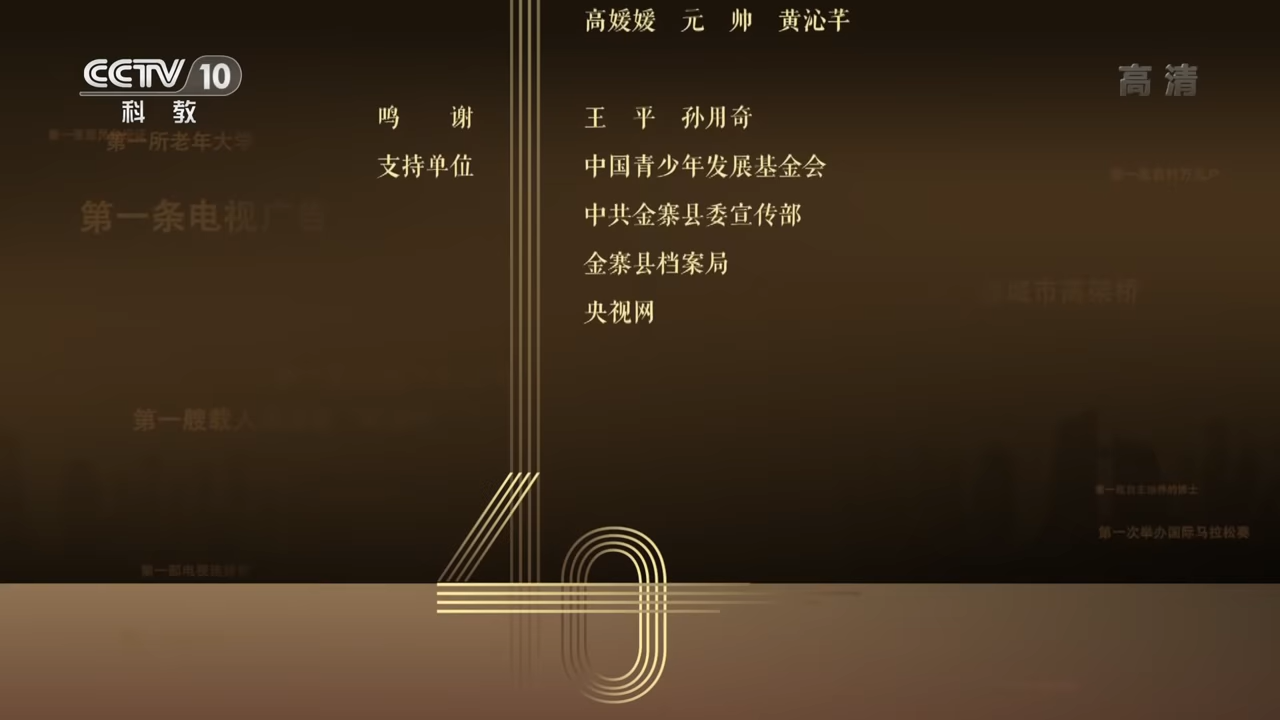 高媛媛 元 帅 黄沁芊
CCTV 10
科 教
高 清
鸣 谢 王 平 孙用奇
第一所老年大学
支持单位 中国青少年发展基金会
第一条电视广告
中共金寨县委宣传部
金寨县档案局
央视网
第一艘载人
第一次举办国际马拉松赛
40